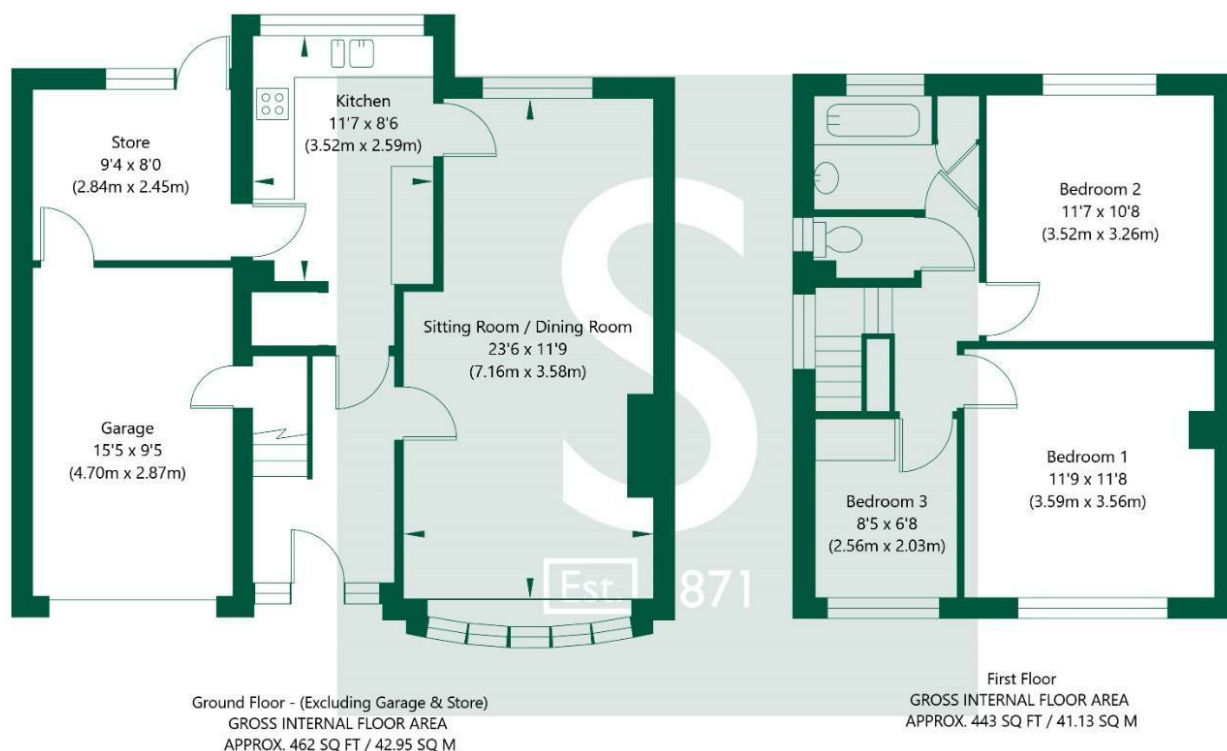 Store
9'4 x 8'0
(2.84m x 2.45m)
Kitchen
11'7 x 8'6
(3.52m x 2.59m)
Sitting Room / Dining Room
23'6 x 11'9
(7.16m x 3.58m)
Garage
15'5 x 9'5
(4.70m x 2.87m)
Bedroom 2
11'7 x 10'8
(3.52m x 3.26m)
Bedroom 1
11'9 x 11'8
(3.59m x 3.56m)
Bedroom 3
8'5 x 6'8
(2.56m x 2.03m)
S
Est. 871
Ground Floor - (Excluding Garage & Store)
GROSS INTERNAL FLOOR AREA
APPROX. 462 SQ FT / 42.95 SQ M
First Floor
GROSS INTERNAL FLOOR AREA
APPROX. 443 SQ FT / 41.13 SQ M